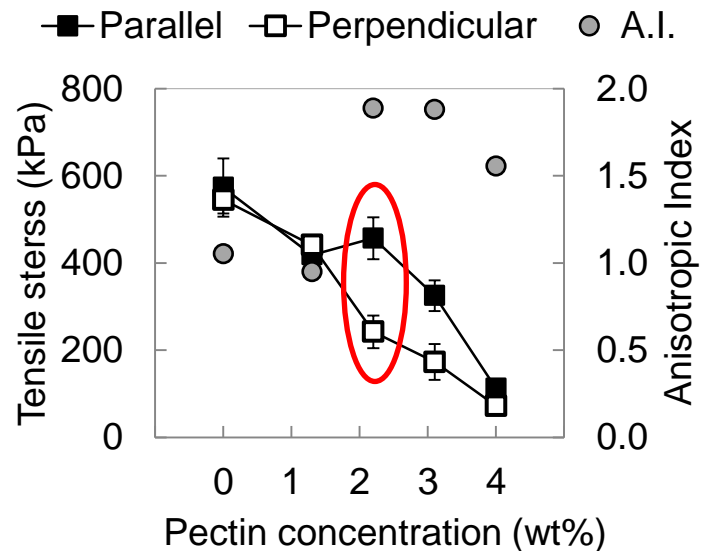 Parallel Perpendicular A.I.
Tensile sterss (kPa)
800
600
400
200
0
2.0
1.5
1.0
0.5
0.0
Anisotropic Index
0 1 2 3 4
Pectin concentration (wt%)